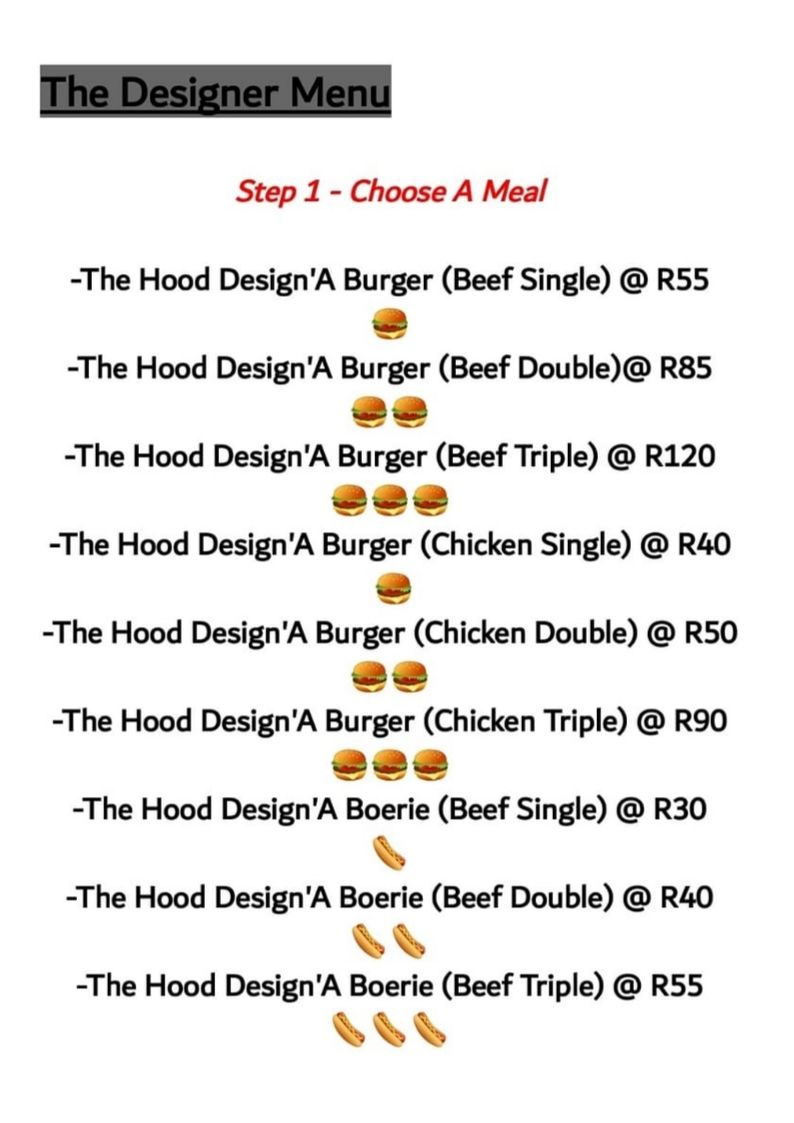 The Designer Menu
Step 1 - Choose A Meal
-The Hood Design'A Burger (Beef Single) @ R55
-The Hood Design'A Burger (Beef Double)@ R85
-The Hood Design'A Burger (Beef Triple) @ R120
-The Hood Design'A Burger (Chicken Single) @ R40
-The Hood Design'A Burger (Chicken Double) @ R50
-The Hood Design'A Burger (Chicken Triple) @ R90
-The Hood Design'A Boerie (Beef Single) @ R30
-The Hood Design'A Boerie (Beef Double) @ R40
-The Hood Design'A Boerie (Beef Triple) @ R55